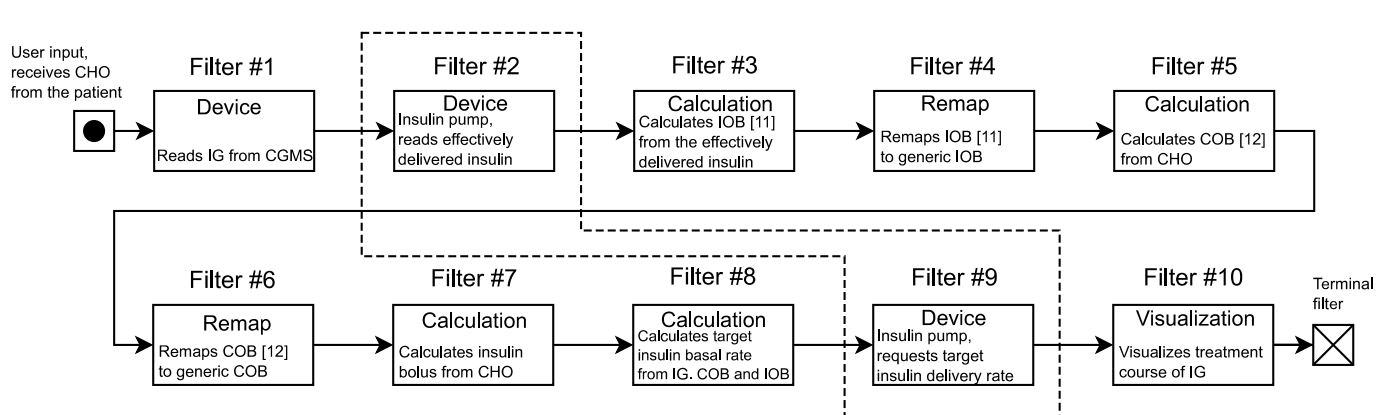 User input,
receives CHO
from the patient
Filter #1
Device
Reads IG from CGMS
Filter #2
Device
Insulin pump,
reads effectively
delivered insulin
Filter #3
Calculation
Calculates IOB [11]
from the effectively
delivered insulin
Filter #4
Remap
Remaps IOB [11]
to generic IOB
Filter #5
Calculation
Calculates COB [12]
from CHO
Filter #6
Remap
Remaps COB [12]
to generic COB
Filter #7
Calculation
Calculates insulin
bolus from CHO
Filter #8
Calculation
Calculates target
insulin basal rate
from IG. COB and IOB
Filter #9
Device
Insulin pump,
requests target
insulin delivery rate
Filter #10
Visualization
Visualizes treatment
course of IG
Terminal
filter